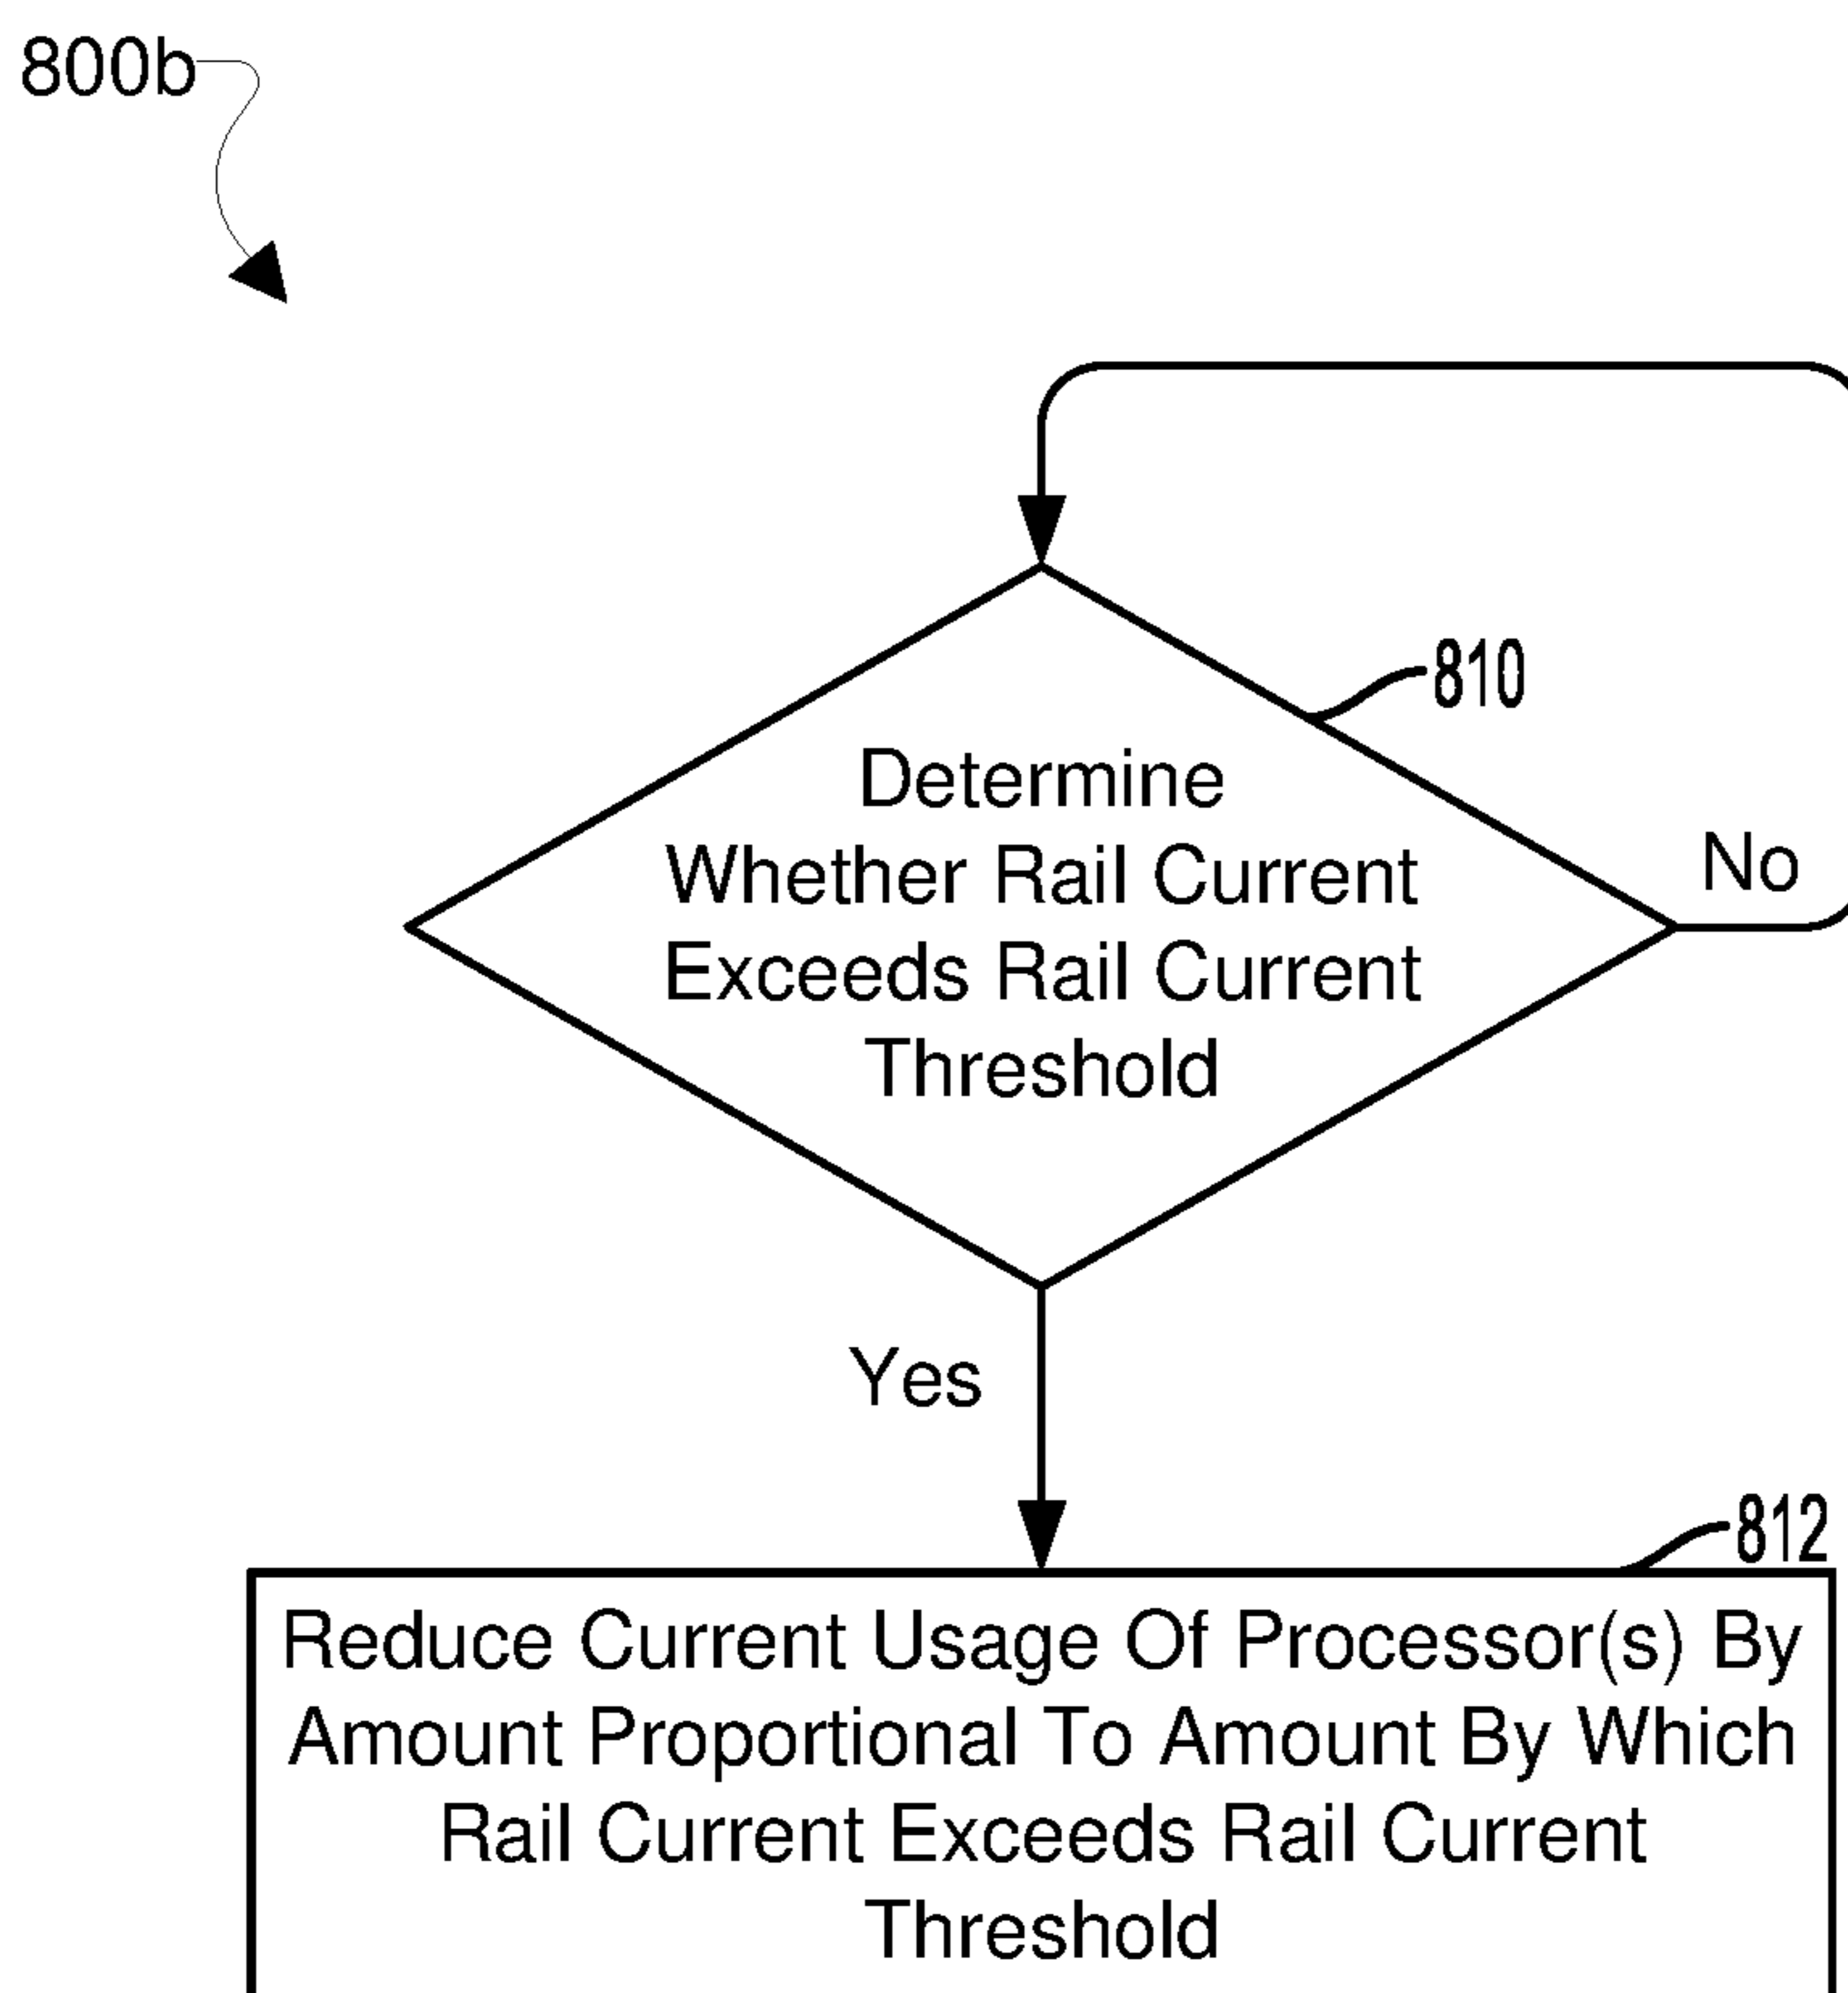 800b
810
Determine
Whether Rail Current
Exceeds Rail Current
Threshold
No
Yes
812
Reduce Current Usage Of Processor(s) By
Amount Proportional To Amount By Which
Rail Current Exceeds Rail Current
Threshold